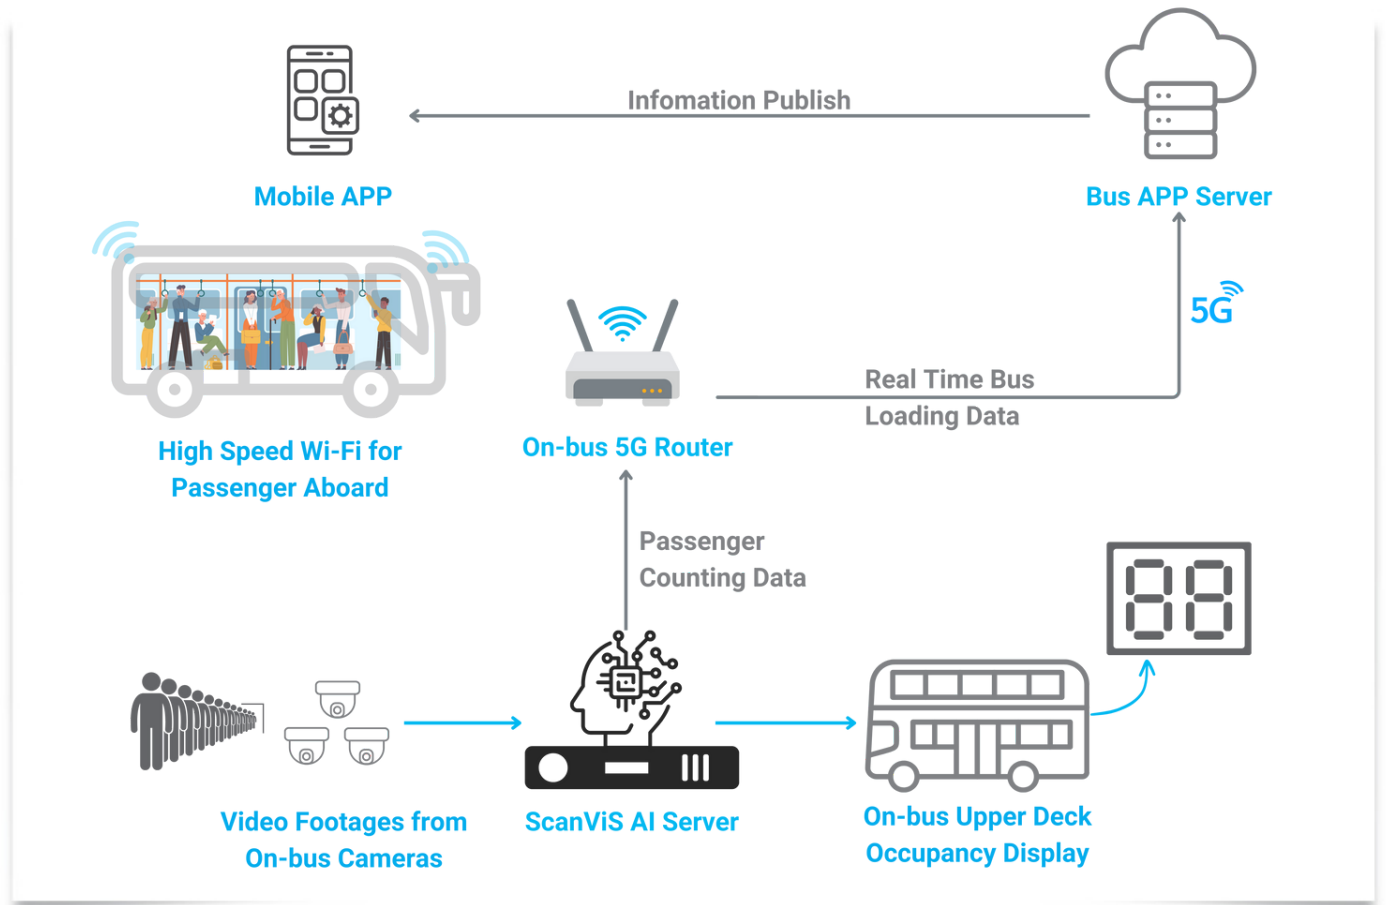 Infomation Publish
Mobile APP
Bus APP Server
5G
Real Time Bus
Loading Data
High Speed Wi-Fi for
Passenger Aboard
On-bus 5G Router
Passenger
Counting Data
88
Video Footages from
On-bus Cameras
ScanViS AI Server
On-bus Upper Deck
Occupancy Display